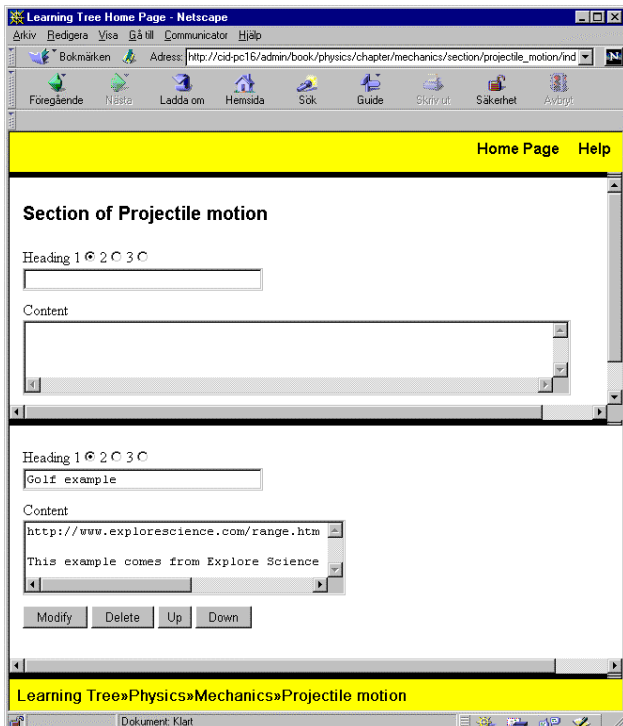 Learning Tree Home Page - Netscape
Arkiv Redigera Visa Gå till Communicator Hjälp
Bokmärken Adress: http://cid-pc16/admin/book/physics/chapter/mechanics/section/projectile_motion/ind
Föregående Nästa Ladda om Hemsida Sök Guide Skriv ut Säkerhet Avbryt
Home Page Help
Section of Projectile motion
Heading 1 2 3
Content
Heading 1 2 3
Golf example
Content
http://www.explorescience.com/range.htm
This example comes from Explore Science
Modify Delete Up Down
Learning Tree»Physics»Mechanics»Projectile motion
Dokument: Klart